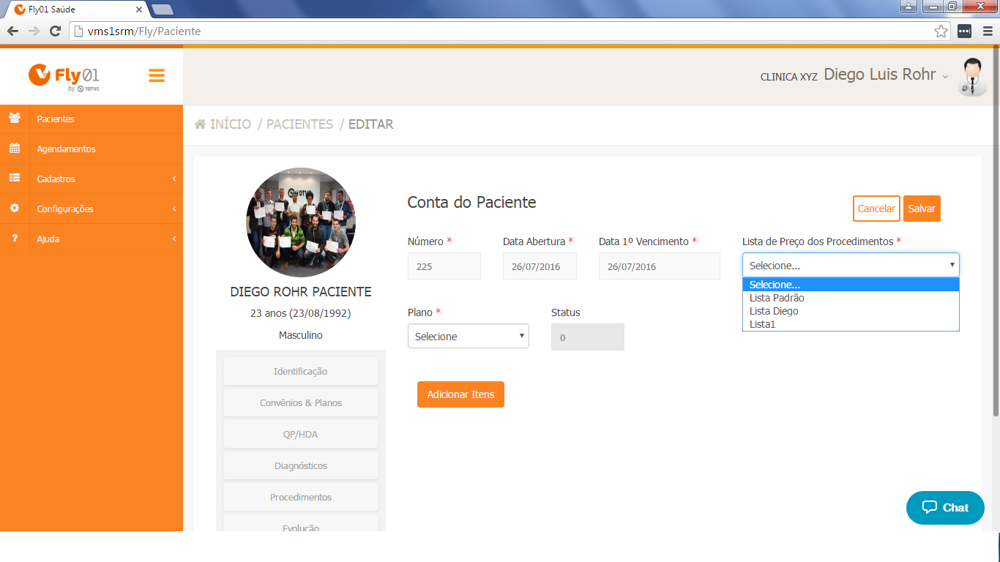 Fly01 Saúde
vms1srm/Fly/Paciente
Fly01
by TOTVS
CLINICA XYZ Diego Luis Rohr
Pacientes
Agendamentos
Cadastros
Configurações
Ajuda
INÍCIO / PACIENTES / EDITAR
TOTVS
DIEGO ROHR PACIENTE
23 anos (23/08/1992)
Masculino
Identificação
Convênios & Planos
QP/HDA
Diagnósticos
Procedimentos
Evolução
Conta do Paciente
Cancelar
Salvar
Número *
Data Abertura *
Data 1º Vencimento *
Lista de Preço dos Procedimentos *
225
26/07/2016
26/07/2016
Selecione...
Selecione...
Lista Padrão
Lista Diego
Lista1
Plano *
Status
Selecione
0
Adicionar Itens
Chat